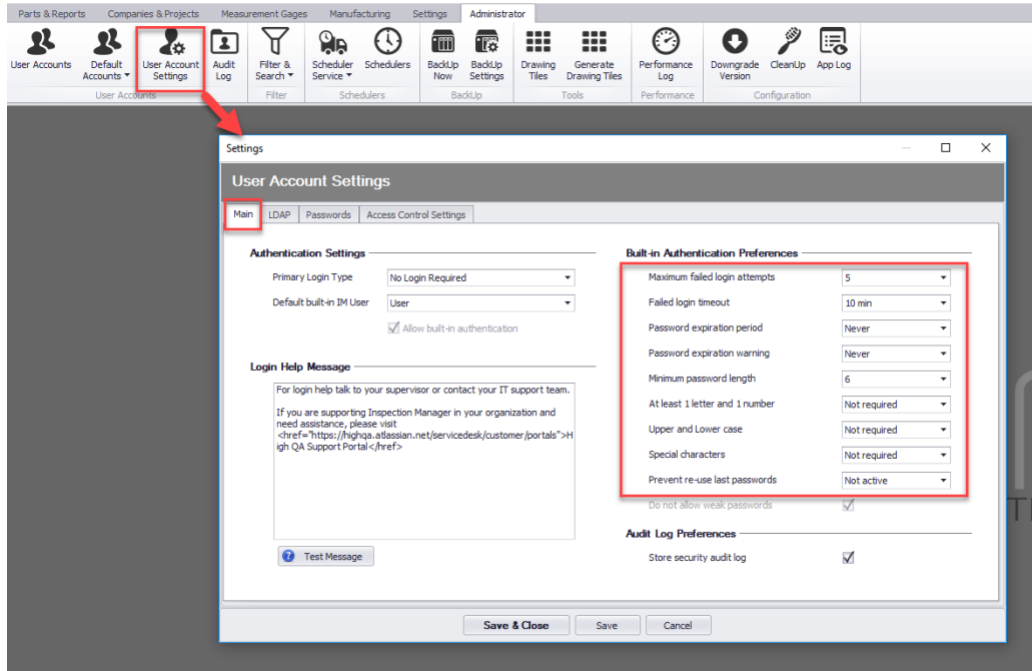 Parts & Reports Companies & Projects Measurement Gages Manufacturing Settings Administrator
User Accounts Default Accounts User Account Settings Audit Log Filter & Search Scheduler Service Schedulers BackUp Now BackUp Settings Drawing Tiles Generate Drawing Tiles Performance Log Downgrade Version CleanUp App Log
User Accounts Filter Schedulers BackUp Tools Performance Configuration
Settings
User Account Settings
Main LDAP Passwords Access Control Settings
Authentication Settings
Primary Login Type No Login Required
Default built-in IM User User
Allow built-in authentication
Login Help Message
For login help talk to your supervisor or contact your IT support team.
If you are supporting Inspection Manager in your organization and
need assistance, please visit
<href="https://highqa.atlassian.net/servicedesk/customer/portals">H
igh QA Support Portal</href>
Test Message
Built-in Authentication Preferences
Maximum failed login attempts 5
Failed login timeout 10 min
Password expiration period Never
Password expiration warning Never
Minimum password length 6
At least 1 letter and 1 number Not required
Upper and Lower case Not required
Special characters Not required
Prevent re-use last passwords Not active
Do not allow weak passwords
Audit Log Preferences
Store security audit log
Save & Close Save Cancel